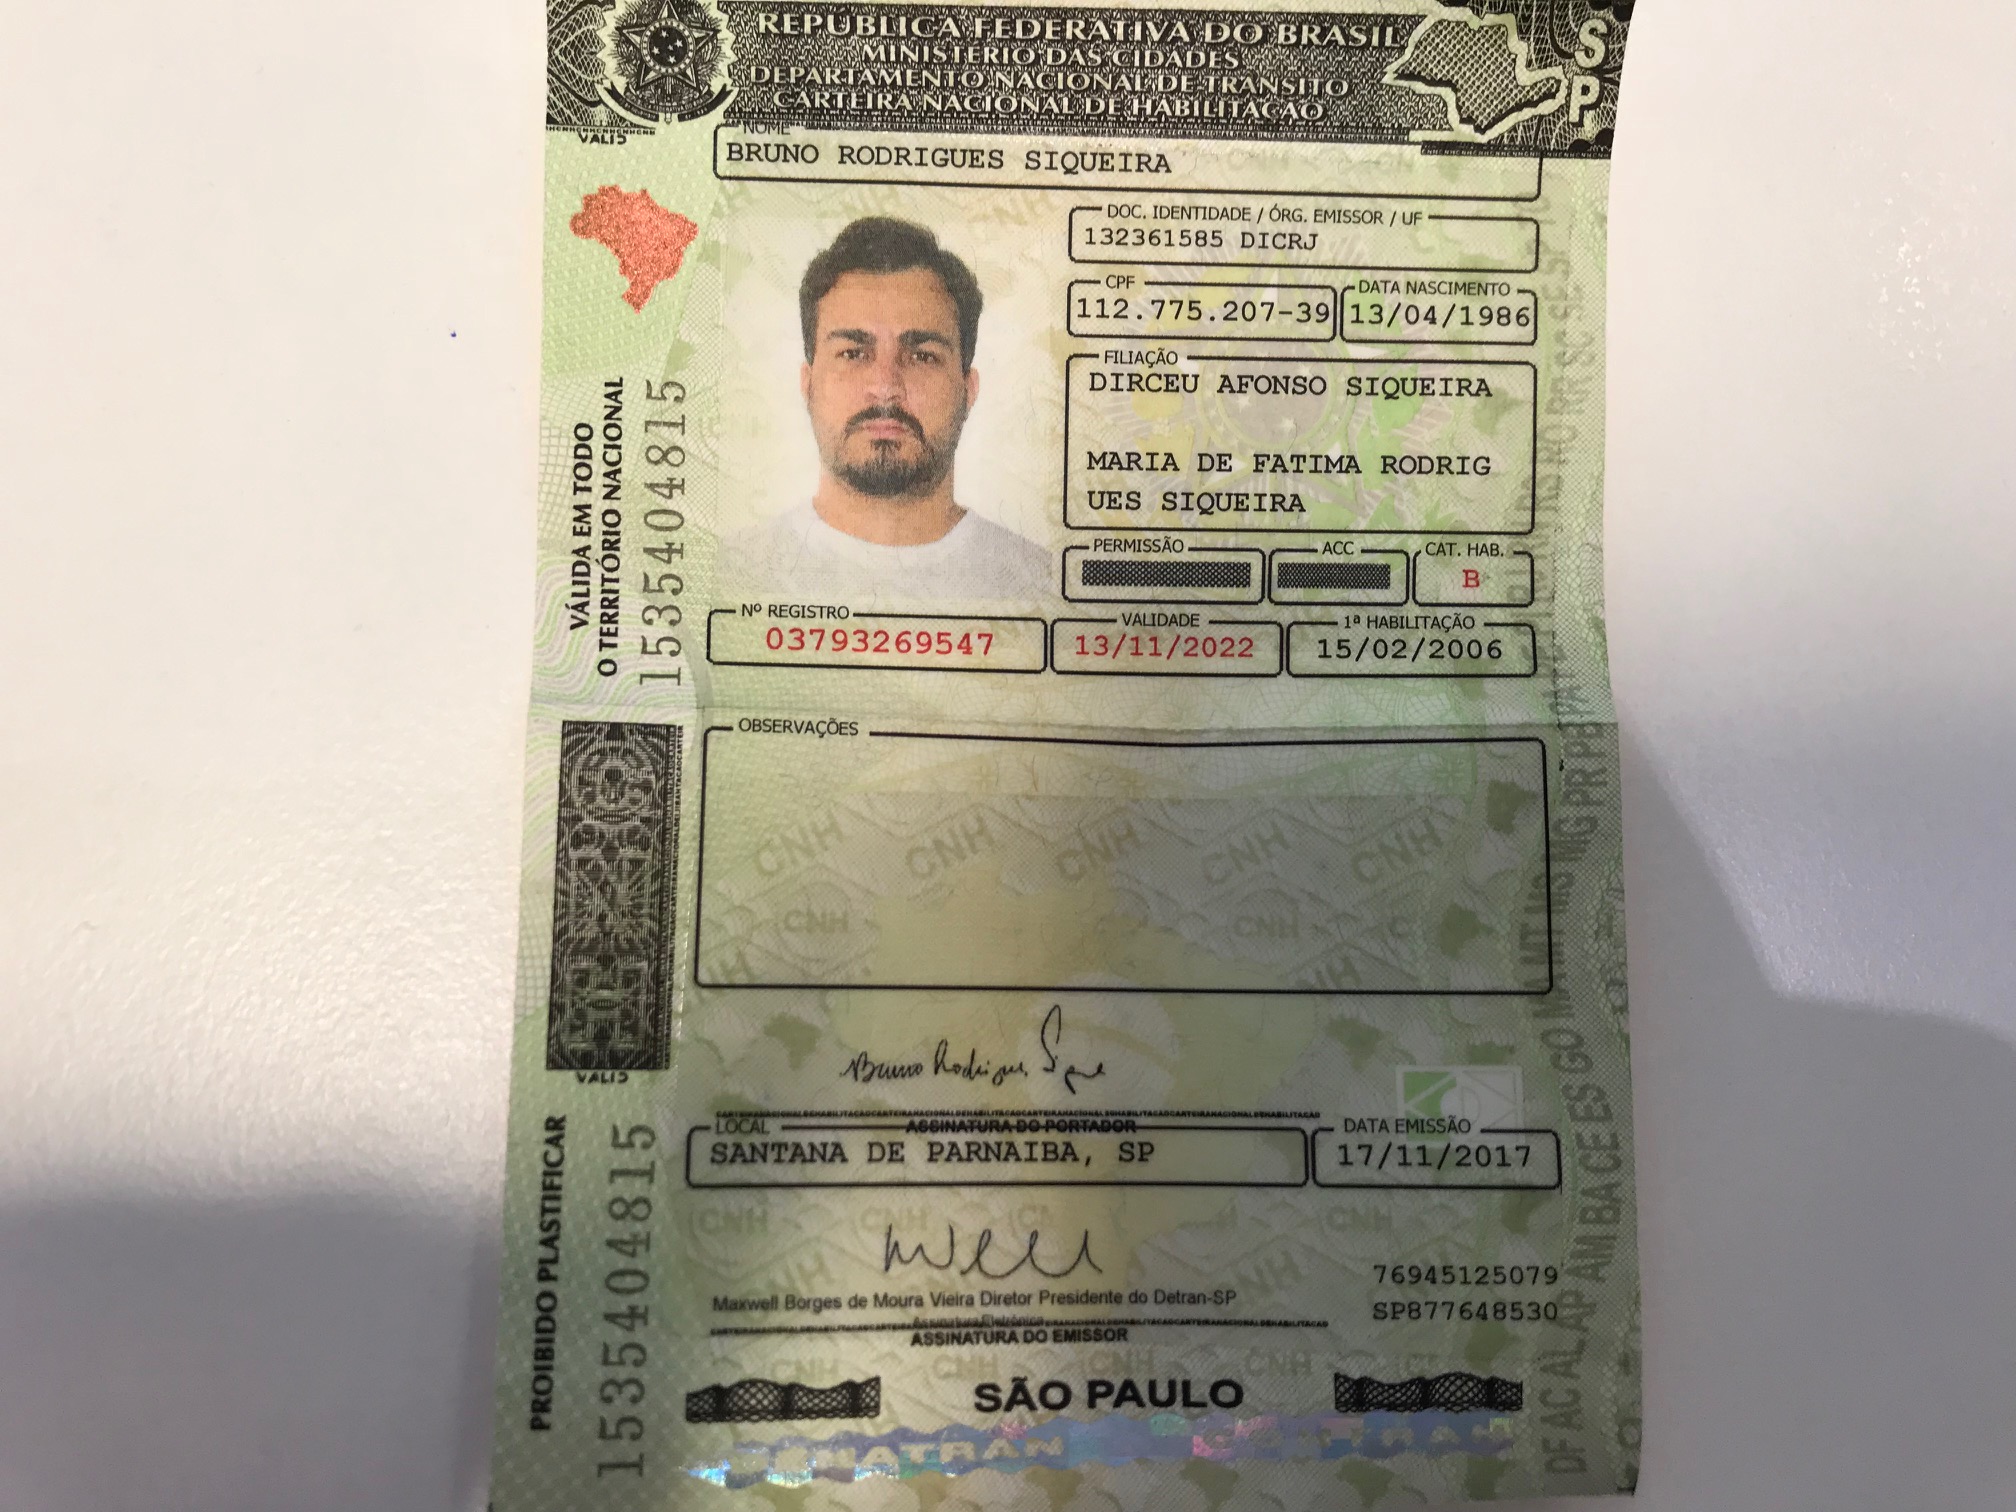 REPÚBLICA FEDERATIVA DO BRASIL
MINISTÉRIO DAS CIDADES
DEPARTAMENTO NACIONAL DE TRÂNSITO
CARTEIRA NACIONAL DE HABILITAÇÃO
SP
NOME
BRUNO RODRIGUES SIQUEIRA
DOC. IDENTIDADE / ÓRG. EMISSOR / UF
132361585 DICRJ
CPF
112.775.207-39
DATA NASCIMENTO
13/04/1986
FILIAÇÃO
DIRCEU AFONSO SIQUEIRA
MARIA DE FATIMA RODRIG
UES SIQUEIRA
PERMISSÃO
ACC
CAT. HAB.
B
Nº REGISTRO
03793269547
VALIDADE
13/11/2022
1ª HABILITAÇÃO
15/02/2006
VÁLIDA EM TODO
O TERRITÓRIO NACIONAL
1535404815
OBSERVAÇÕES
Bruno Rodrigues Siqueira
ASSINATURA DO PORTADOR
LOCAL
SANTANA DE PARNAIBA, SP
DATA EMISSÃO
17/11/2017
Maxwell Borges de Moura Vieira Diretor Presidente do Detran-SP
ASSINATURA DO EMISSOR
76945125079
SP877648530
SÃO PAULO
PROIBIDO PLASTIFICAR
1535404815
DF AC AL AP AM BA CE ES GO MA MT MS MG PR PB PA PE PI RJ RN RS RO RR SC SE SP TO